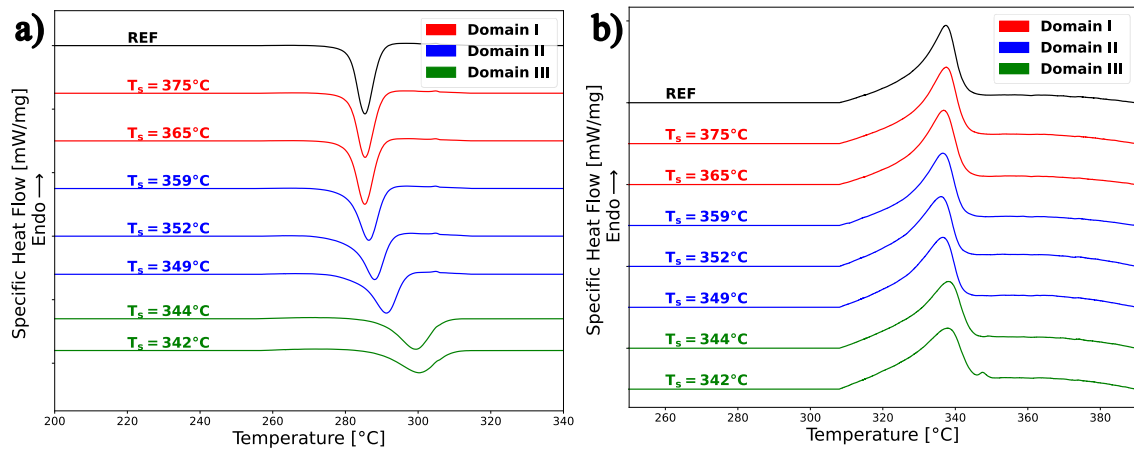 a)
Domain I
Domain II
Domain III
REF
Tₛ = 375°C
Tₛ = 365°C
Tₛ = 359°C
Tₛ = 352°C
Tₛ = 349°C
Tₛ = 344°C
Tₛ = 342°C
Specific Heat Flow [mW/mg]
Endo ⟶
200 220 240 260 280 300 320 340
Temperature [°C]
b)
Domain I
Domain II
Domain III
REF
Tₛ = 375°C
Tₛ = 365°C
Tₛ = 359°C
Tₛ = 352°C
Tₛ = 349°C
Tₛ = 344°C
Tₛ = 342°C
Specific Heat Flow [mW/mg]
Endo ⟶
260 280 300 320 340 360 380
Temperature [°C]